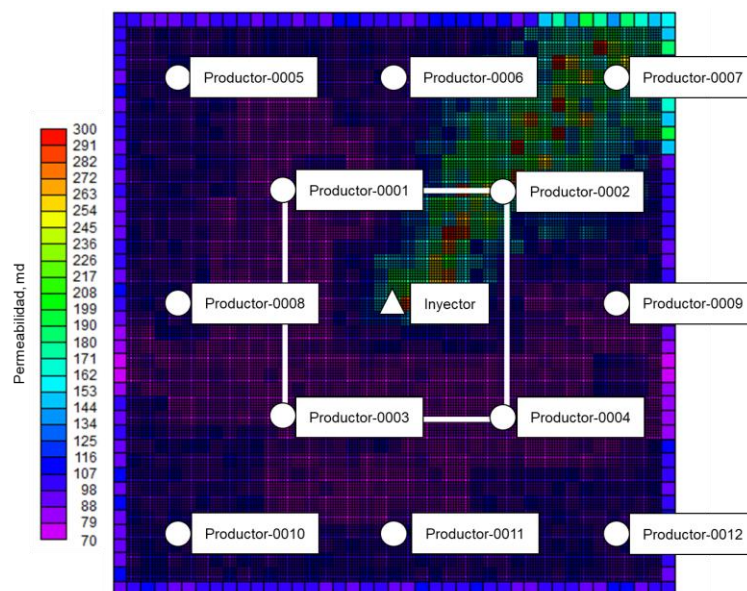 Productor-0005
Productor-0006
Productor-0007
Permeabilidad, md
300
291
282
272
263
254
245
236
226
217
208
199
190
180
171
162
153
144
134
125
116
107
98
88
79
70
Productor-0001
Productor-0002
Productor-0008
Inyector
Productor-0009
Productor-0003
Productor-0004
Productor-0010
Productor-0011
Productor-0012